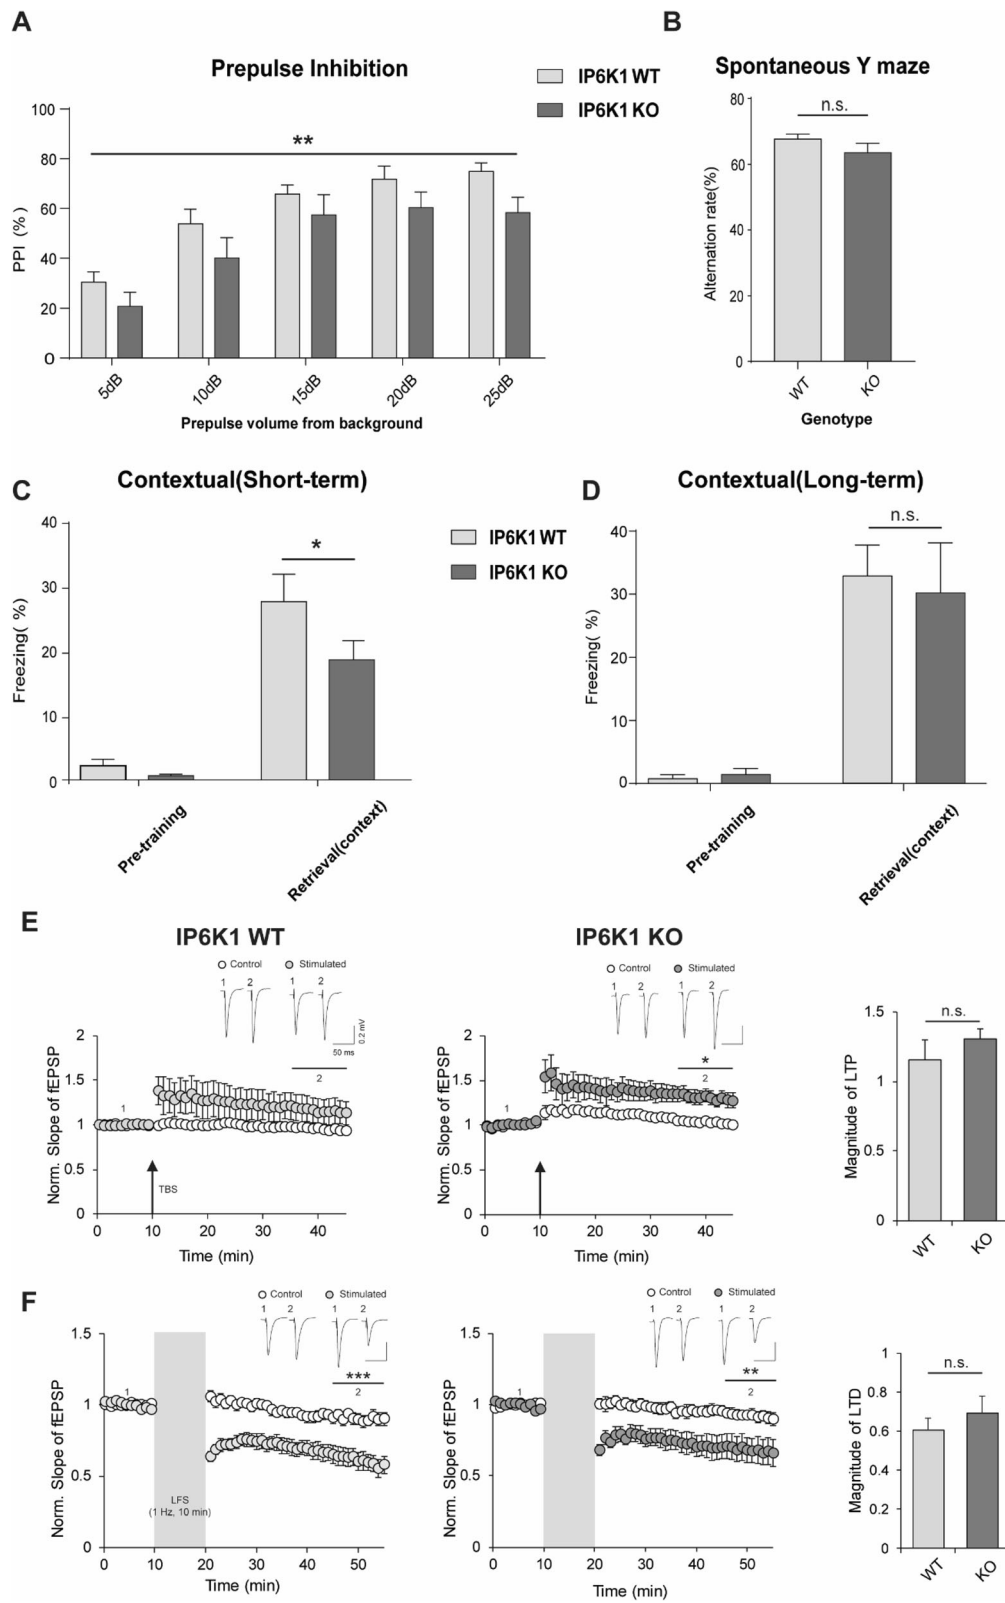 A
Prepulse Inhibition
IP6K1 WT
IP6K1 KO
100
80
60
40
20
0
PPI (%)
**
5dB
10dB
15dB
20dB
25dB
Prepulse volume from background
B
Spontaneous Y maze
n.s.
80
60
40
20
0
Alternation rate(%)
WT
KO
Genotype
C
Contextual(Short-term)
IP6K1 WT
IP6K1 KO
40
30
20
10
0
Freezing( %)
*
Pre-training
Retrieval(context)
D
Contextual(Long-term)
n.s.
40
30
20
10
0
Freezing( %)
Pre-training
Retrieval(context)
E
IP6K1 WT
Control
Stimulated
1
2
1
2
0.2 mV
50 ms
2
1.5
1
0.5
0
Norm. Slope of fEPSP
1
2
TBS
0
10
20
30
40
Time (min)
IP6K1 KO
Control
Stimulated
1
2
1
2
2
1.5
1
0.5
0
Norm. Slope of fEPSP
1
*
2
0
10
20
30
40
Time (min)
n.s.
1.5
1
0.5
0
Magnitude of LTP
WT
KO
F
Control
Stimulated
1
2
1
2
1.5
1
0.5
0
Norm. Slope of fEPSP
1
***
2
LFS
(1 Hz, 10 min)
0
10
20
30
40
50
Time (min)
Control
Stimulated
1
2
1
2
1.5
1
0.5
0
Norm. Slope of fEPSP
1
**
2
0
10
20
30
40
50
Time (min)
n.s.
1
0.8
0.6
0.4
0.2
0
Magnitude of LTD
WT
KO